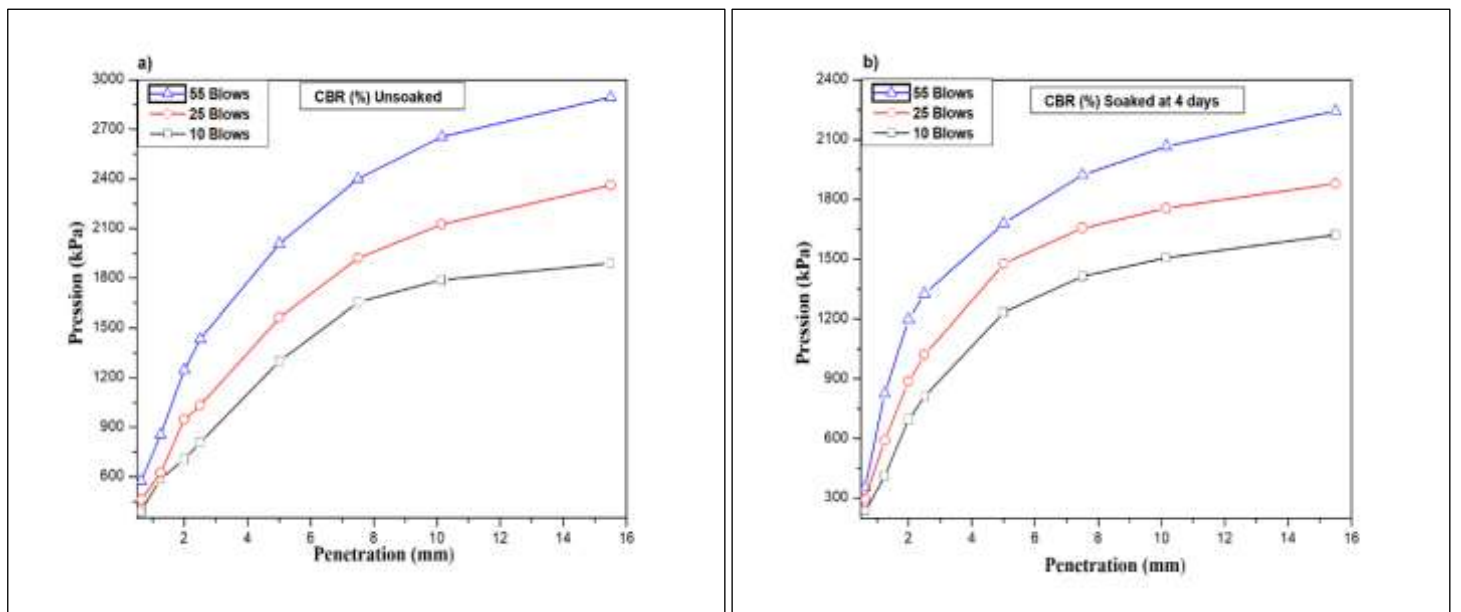 a)
3000
2700
2400
2100
1800
1500
1200
900
600
Pression (kPa)
55 Blows
25 Blows
10 Blows
CBR (%) Unsoaked
2 4 6 8 10 12 14 16
Penetration (mm)
b)
2400
2100
1800
1500
1200
900
600
300
Pression (kPa)
55 Blows
25 Blows
10 Blows
CBR (%) Soaked at 4 days
2 4 6 8 10 12 14 16
Penetration (mm)